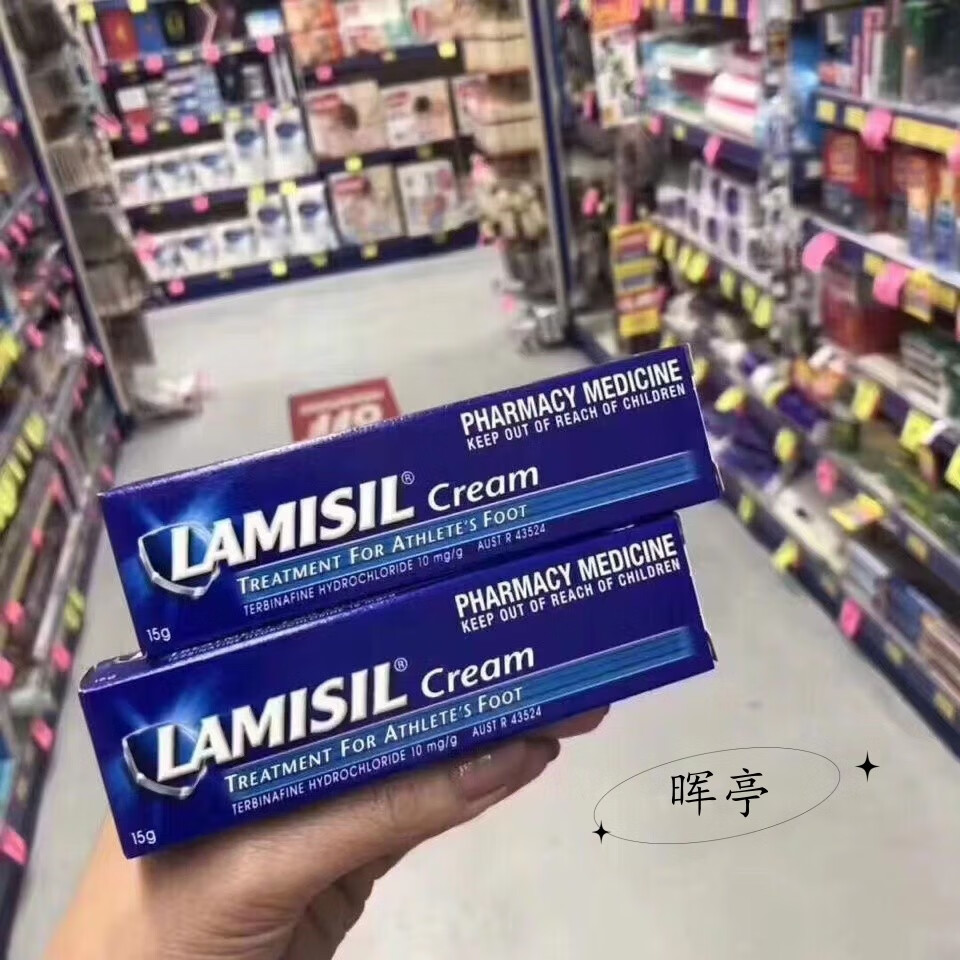 PHARMACY MEDICINE
KEEP OUT OF REACH OF CHILDREN
LAMISIL® Cream
TREATMENT FOR ATHLETE'S FOOT
TERBINAFINE HYDROCHLORIDE 10 mg/g AUST R 43524
15g
PHARMACY MEDICINE
KEEP OUT OF REACH OF CHILDREN
LAMISIL® Cream
TREATMENT FOR ATHLETE'S FOOT
TERBINAFINE HYDROCHLORIDE 10 mg/g AUST R 43524
15g
晖亭